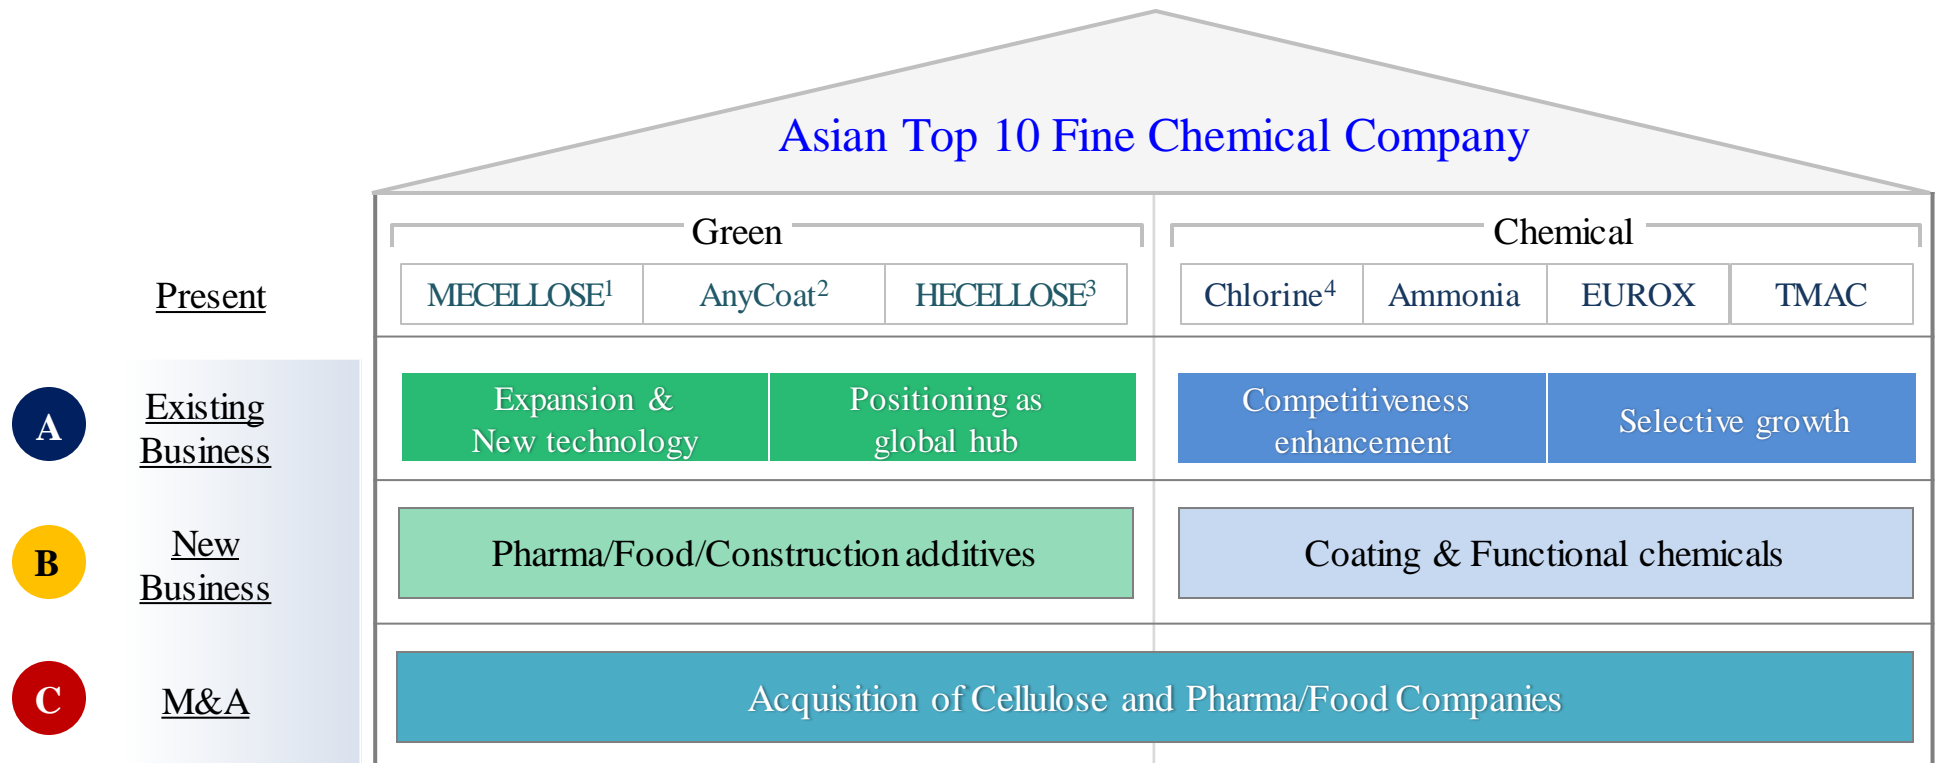 Asian Top 10 Fine Chemical Company
Green
Chemical
Present
MECELLOSE¹
AnyCoat²
HECELLOSE³
Chlorine⁴
Ammonia
EUROX
TMAC
A
Existing
Business
Expansion &
New technology
Positioning as
global hub
Competitiveness
enhancement
Selective growth
B
New
Business
Pharma/Food/Construction additives
Coating & Functional chemicals
C
M&A
Acquisition of Cellulose and Pharma/Food Companies